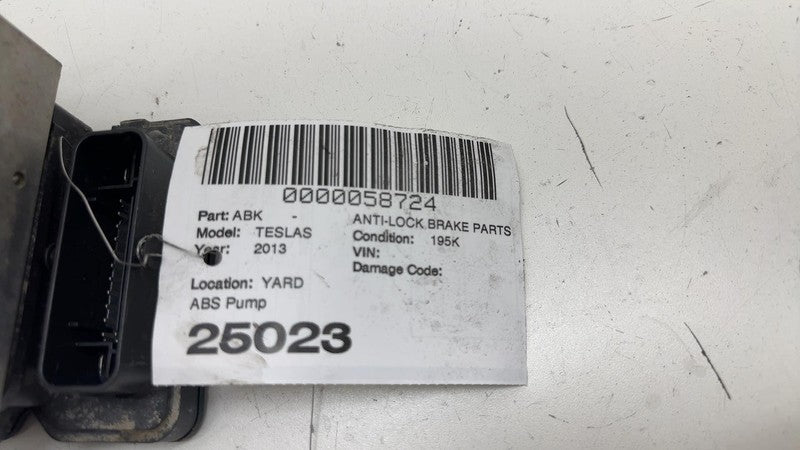 0000058724
Part: ABK - ANTI-LOCK BRAKE PARTS
Model: TESLAS Condition: 195K
Year: 2013 VIN:
Damage Code:
Location: YARD
ABS Pump
25023